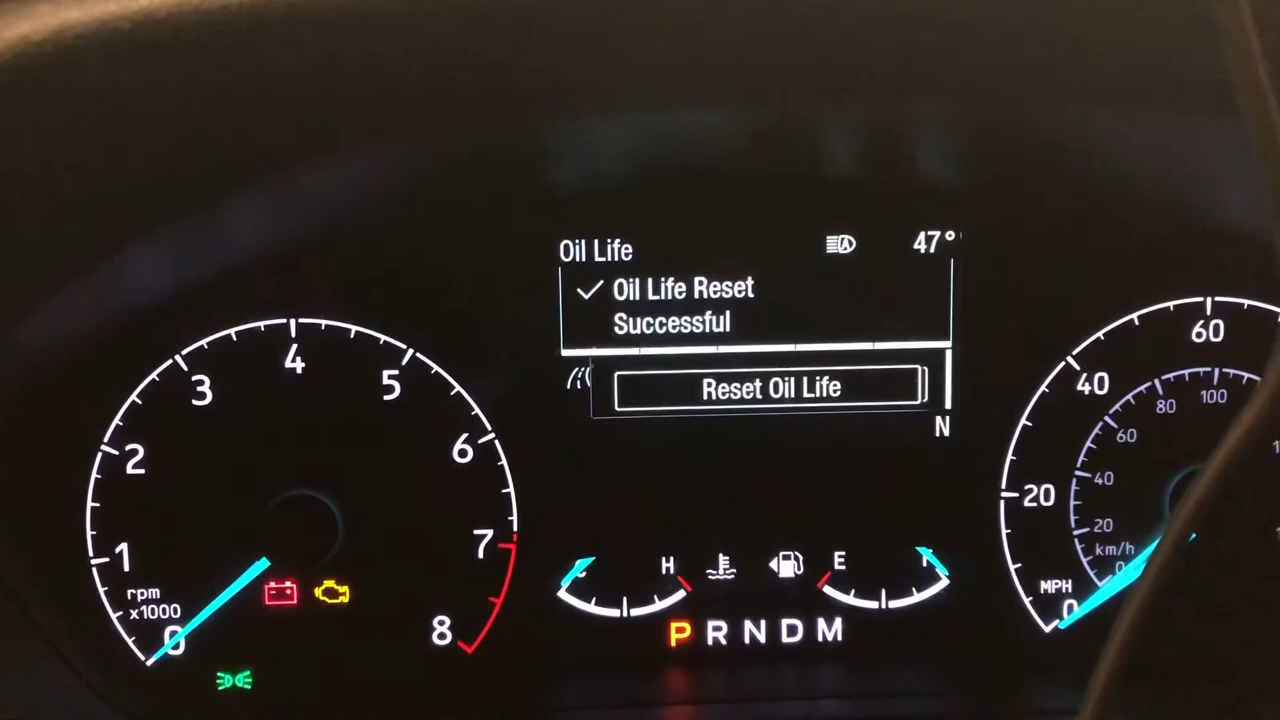 Oil Life
47°
Oil Life Reset
Successful
Reset Oil Life
N
0
1
2
3
4
5
6
7
8
rpm
x1000
H
E
P R N D M
0
20
40
60
MPH
km/h
0
20
40
60
80
100